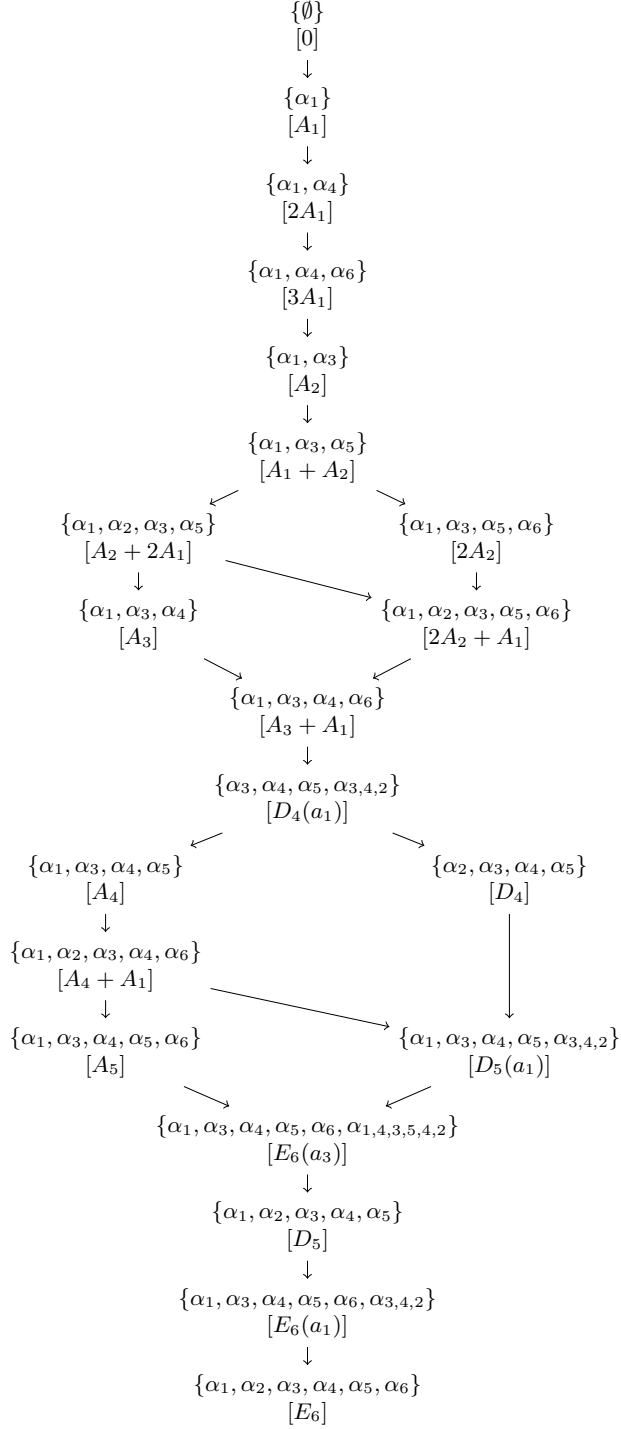 {∅}
[0]
{α₁}
[A₁]
{α₁, α₄}
[2A₁]
{α₁, α₄, α₆}
[3A₁]
{α₁, α₃}
[A₂]
{α₁, α₃, α₅}
[A₁ + A₂]
{α₁, α₂, α₃, α₅}
[A₂ + 2A₁]
{α₁, α₃, α₅, α₆}
[2A₂]
{α₁, α₃, α₄}
[A₃]
{α₁, α₂, α₃, α₅, α₆}
[2A₂ + A₁]
{α₁, α₃, α₄, α₆}
[A₃ + A₁]
{α₃, α₄, α₅, α₃,₄,₂}
[D₄(a₁)]
{α₁, α₃, α₄, α₅}
[A₄]
{α₂, α₃, α₄, α₅}
[D₄]
{α₁, α₂, α₃, α₄, α₆}
[A₄ + A₁]
{α₁, α₃, α₄, α₅, α₆}
[A₅]
{α₁, α₃, α₄, α₅, α₃,₄,₂}
[D₅(a₁)]
{α₁, α₃, α₄, α₅, α₆, α₁,₄,₃,₅,₄,₂}
[E₆(a₃)]
{α₁, α₂, α₃, α₄, α₅}
[D₅]
{α₁, α₃, α₄, α₅, α₆, α₃,₄,₂}
[E₆(a₁)]
{α₁, α₂, α₃, α₄, α₅, α₆}
[E₆]